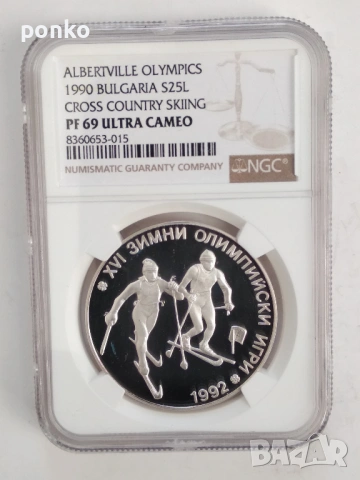 ponko
ALBERTVILLE OLYMPICS
1990 BULGARIA S25L
CROSS COUNTRY SKIING
PF 69 ULTRA CAMEO
8360653-015
NUMISMATIC GUARANTY COMPANY
NGC®
XVI ЗИМНИ ОЛИМПИЙСКИ ИГРИ
1992
BAZAR